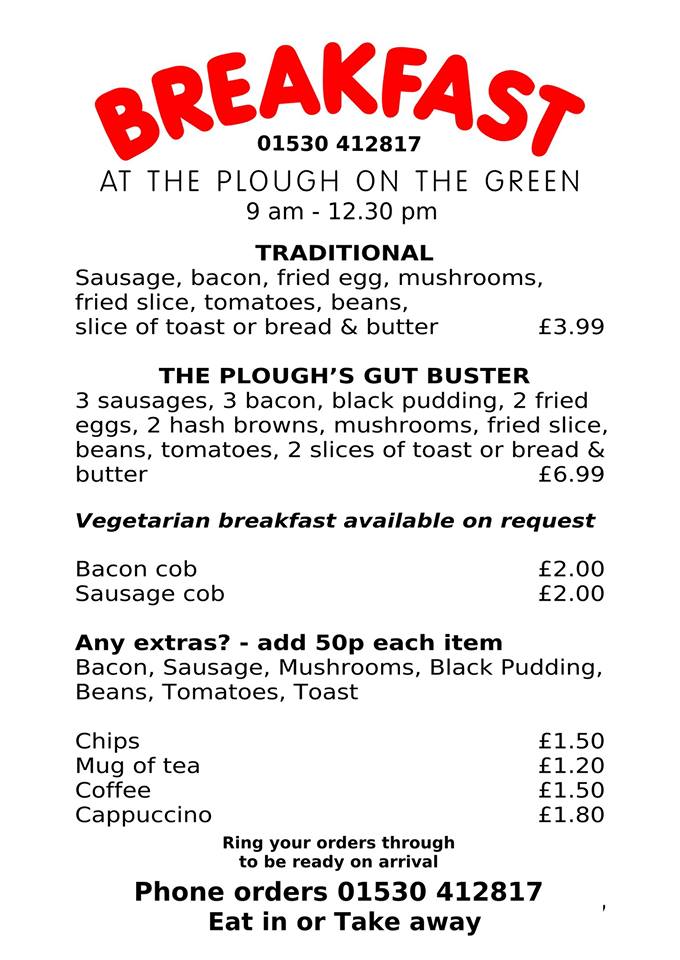 BREAKFAST
01530 412817
AT THE PLOUGH ON THE GREEN
9 am - 12.30 pm
TRADITIONAL
Sausage, bacon, fried egg, mushrooms,
fried slice, tomatoes, beans,
slice of toast or bread & butter £3.99
THE PLOUGH’S GUT BUSTER
3 sausages, 3 bacon, black pudding, 2 fried
eggs, 2 hash browns, mushrooms, fried slice,
beans, tomatoes, 2 slices of toast or bread &
butter £6.99
Vegetarian breakfast available on request
Bacon cob £2.00
Sausage cob £2.00
Any extras? - add 50p each item
Bacon, Sausage, Mushrooms, Black Pudding,
Beans, Tomatoes, Toast
Chips £1.50
Mug of tea £1.20
Coffee £1.50
Cappuccino £1.80
Ring your orders through
to be ready on arrival
Phone orders 01530 412817
Eat in or Take away
,